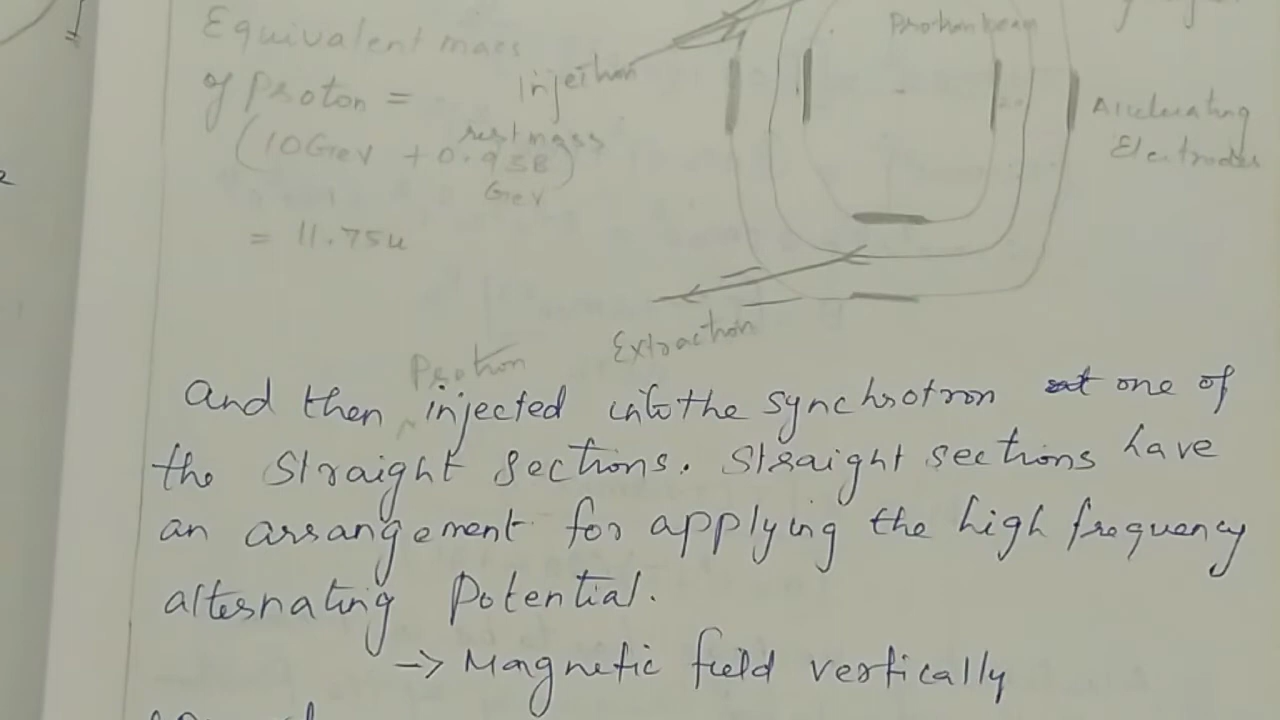 Equivalent mass
of Proton =
rest mass
(10Gev + 0.938)
Gev
= 11.75u
Injection
Proton beam
Accelerating
Electrodes
Extraction
Proton
and then injected into the synchrotron at one of
the straight sections. Straight sections have
an arrangement for applying the high frequency
alternating Potential.
-> Magnetic field vertically